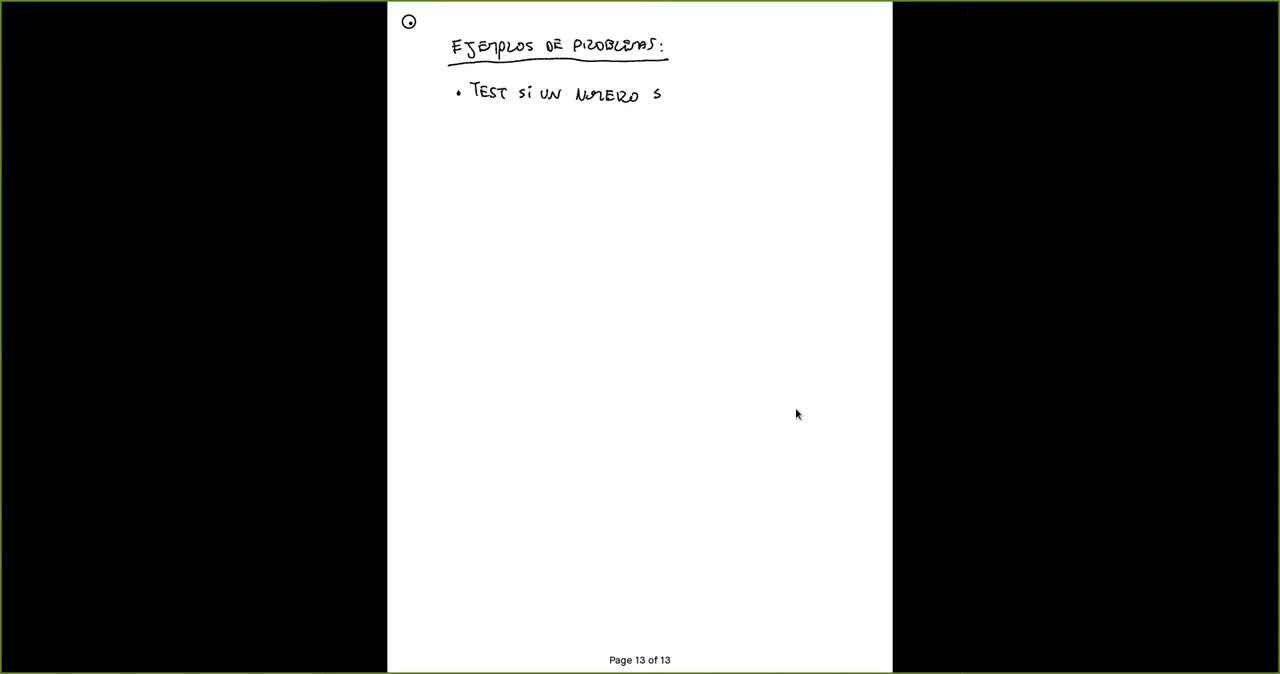 EJEMPLOS DE PROBLEMAS:
• TEST Si UN NUMERO S
Page 13 of 13